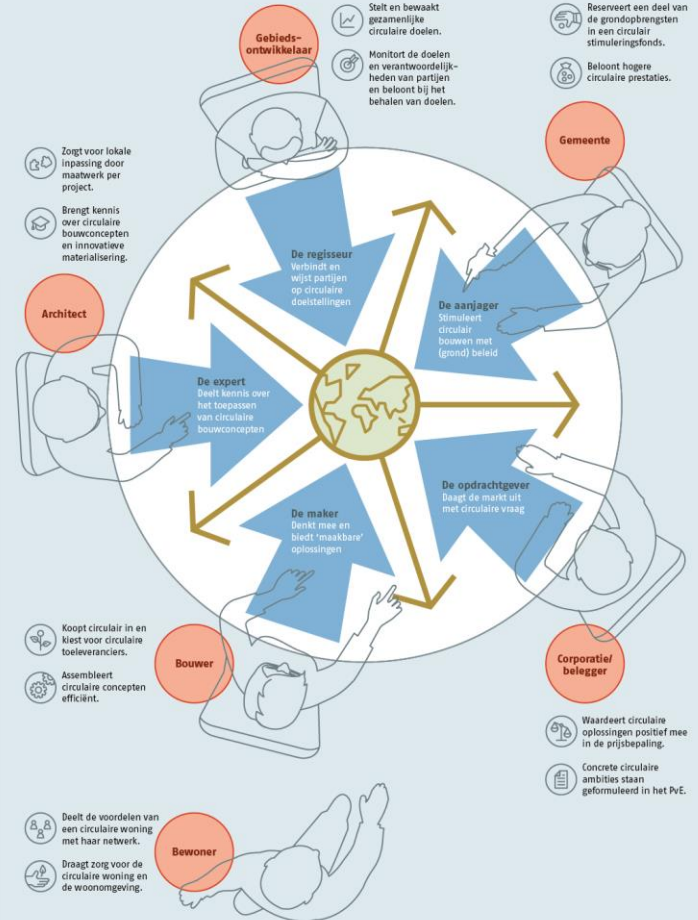 Gebieds-
ontwikkelaar
Stelt en bewaakt
gezamenlijke
circulaire doelen.
Monitort de doelen
en verantwoordelijk-
heden van partijen
en beloont bij het
behalen van doelen.
Reserveert een deel van
de grondopbrengsten
in een circulair
stimuleringsfonds.
Beloont hogere
circulaire prestaties.
Gemeente
Zorgt voor lokale
inpassing door
maatwerk per
project.
Brengt kennis
over circulaire
bouwconcepten
en innovatieve
materialisering.
Architect
De regisseur
Verbindt en
wijst partijen
op circulaire
doelstellingen
De aanjager
Stimuleert
circulair
bouwen met
(grond) beleid
De expert
Deelt kennis over
het toepassen
van circulaire
bouwconcepten
De maker
Denkt mee en
biedt ‘maakbare’
oplossingen
De opdrachtgever
Daagt de markt uit
met circulaire vraag
Koopt circulair in en
kiest voor circulaire
toeleveranciers.
Assembleert
circulaire concepten
efficiënt.
Bouwer
Corporatie/
belegger
Waardeert circulaire
oplossingen positief mee
in de prijsbepaling.
Concrete circulaire
ambities staan
geformuleerd in het PvE.
Deelt de voordelen van
een circulaire woning
met haar netwerk.
Draagt zorg voor de
circulaire woning en
de woonomgeving.
Bewoner